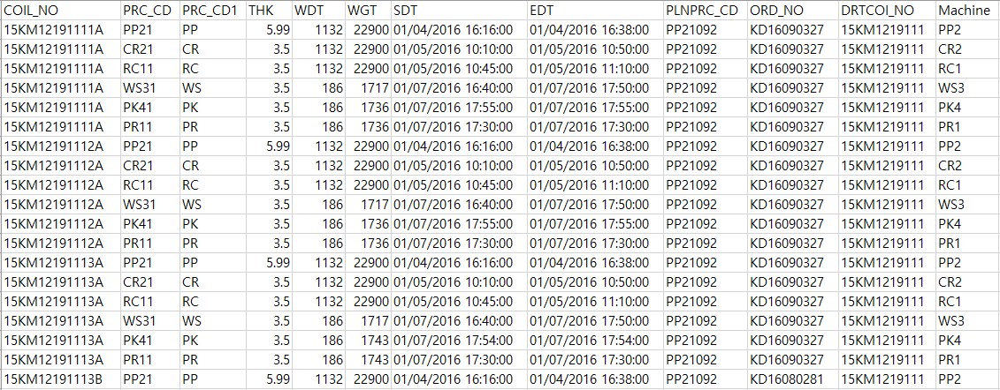 COIL_NO PRC_CD PRC_CD1 THK WDT WGT SDT EDT PLNPRC_CD ORD_NO DRTCOI_NO Machine
15KM12191111A PP21 PP 5.99 1132 22900 01/04/2016 16:16:00 01/04/2016 16:38:00 PP21092 KD16090327 15KM1219111 PP2
15KM12191111A CR21 CR 3.5 1132 22900 01/05/2016 10:10:00 01/05/2016 10:50:00 PP21092 KD16090327 15KM1219111 CR2
15KM12191111A RC11 RC 3.5 1132 22900 01/05/2016 10:45:00 01/05/2016 11:10:00 PP21092 KD16090327 15KM1219111 RC1
15KM12191111A WS31 WS 3.5 186 1717 01/07/2016 16:40:00 01/07/2016 17:50:00 PP21092 KD16090327 15KM1219111 WS3
15KM12191111A PK41 PK 3.5 186 1736 01/07/2016 17:55:00 01/07/2016 17:55:00 PP21092 KD16090327 15KM1219111 PK4
15KM12191111A PR11 PR 3.5 186 1736 01/07/2016 17:30:00 01/07/2016 17:30:00 PP21092 KD16090327 15KM1219111 PR1
15KM12191112A PP21 PP 5.99 1132 22900 01/04/2016 16:16:00 01/04/2016 16:38:00 PP21092 KD16090327 15KM1219111 PP2
15KM12191112A CR21 CR 3.5 1132 22900 01/05/2016 10:10:00 01/05/2016 10:50:00 PP21092 KD16090327 15KM1219111 CR2
15KM12191112A RC11 RC 3.5 1132 22900 01/05/2016 10:45:00 01/05/2016 11:10:00 PP21092 KD16090327 15KM1219111 RC1
15KM12191112A WS31 WS 3.5 186 1717 01/07/2016 16:40:00 01/07/2016 17:50:00 PP21092 KD16090327 15KM1219111 WS3
15KM12191112A PK41 PK 3.5 186 1736 01/07/2016 17:55:00 01/07/2016 17:55:00 PP21092 KD16090327 15KM1219111 PK4
15KM12191112A PR11 PR 3.5 186 1736 01/07/2016 17:30:00 01/07/2016 17:30:00 PP21092 KD16090327 15KM1219111 PR1
15KM12191113A PP21 PP 5.99 1132 22900 01/04/2016 16:16:00 01/04/2016 16:38:00 PP21092 KD16090327 15KM1219111 PP2
15KM12191113A CR21 CR 3.5 1132 22900 01/05/2016 10:10:00 01/05/2016 10:50:00 PP21092 KD16090327 15KM1219111 CR2
15KM12191113A RC11 RC 3.5 1132 22900 01/05/2016 10:45:00 01/05/2016 11:10:00 PP21092 KD16090327 15KM1219111 RC1
15KM12191113A WS31 WS 3.5 186 1717 01/07/2016 16:40:00 01/07/2016 17:50:00 PP21092 KD16090327 15KM1219111 WS3
15KM12191113A PK41 PK 3.5 186 1743 01/07/2016 17:54:00 01/07/2016 17:54:00 PP21092 KD16090327 15KM1219111 PK4
15KM12191113A PR11 PR 3.5 186 1743 01/07/2016 17:30:00 01/07/2016 17:30:00 PP21092 KD16090327 15KM1219111 PR1
15KM12191113B PP21 PP 5.99 1132 22900 01/04/2016 16:16:00 01/04/2016 16:38:00 PP21092 KD16080281 15KM1219111 PP2